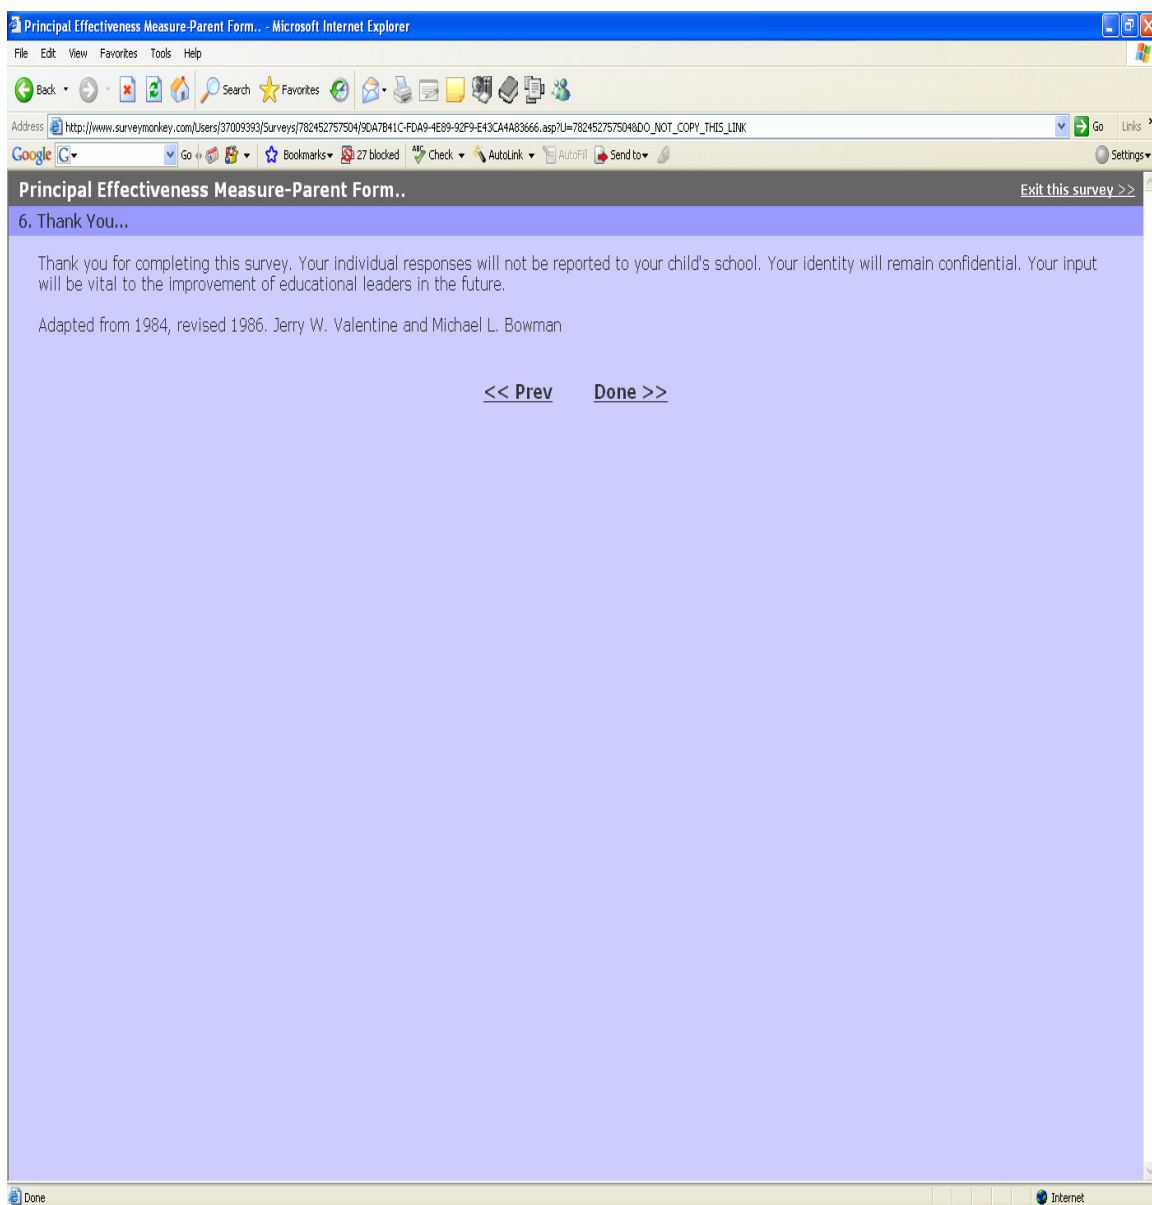 Principal Effectiveness Measure-Parent Form.. - Microsoft Internet Explorer
File Edit View Favorites Tools Help
Back Search Favorites
Address http://www.surveymonkey.com/Users/37009393/Surveys/782452757504/9DA7B41C-FDA9-4E89-92F9-E43CA4A83666.asp?U=782452757504&DO_NOT_COPY_THIS_LINK Go Links
Google G Go Bookmarks 27 blocked ABC Check AutoLink AutoFill Send to Settings
Principal Effectiveness Measure-Parent Form.. Exit this survey >>
6. Thank You...
Thank you for completing this survey. Your individual responses will not be reported to your child's school. Your identity will remain confidential. Your input
will be vital to the improvement of educational leaders in the future.
Adapted from 1984, revised 1986. Jerry W. Valentine and Michael L. Bowman
<< Prev Done >>
Done Internet